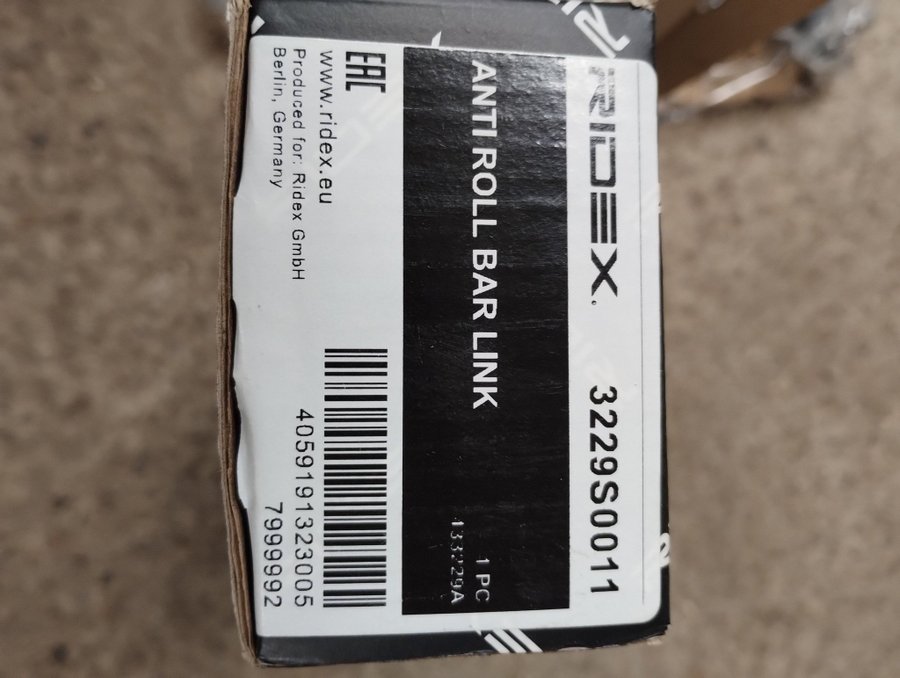 RIDEX
3229S0011
ANTI ROLL BAR LINK
1 PC
EAC
www.ridex.eu
Produced for: Ridex GmbH
Berlin, Germany
4059191323005
7999992